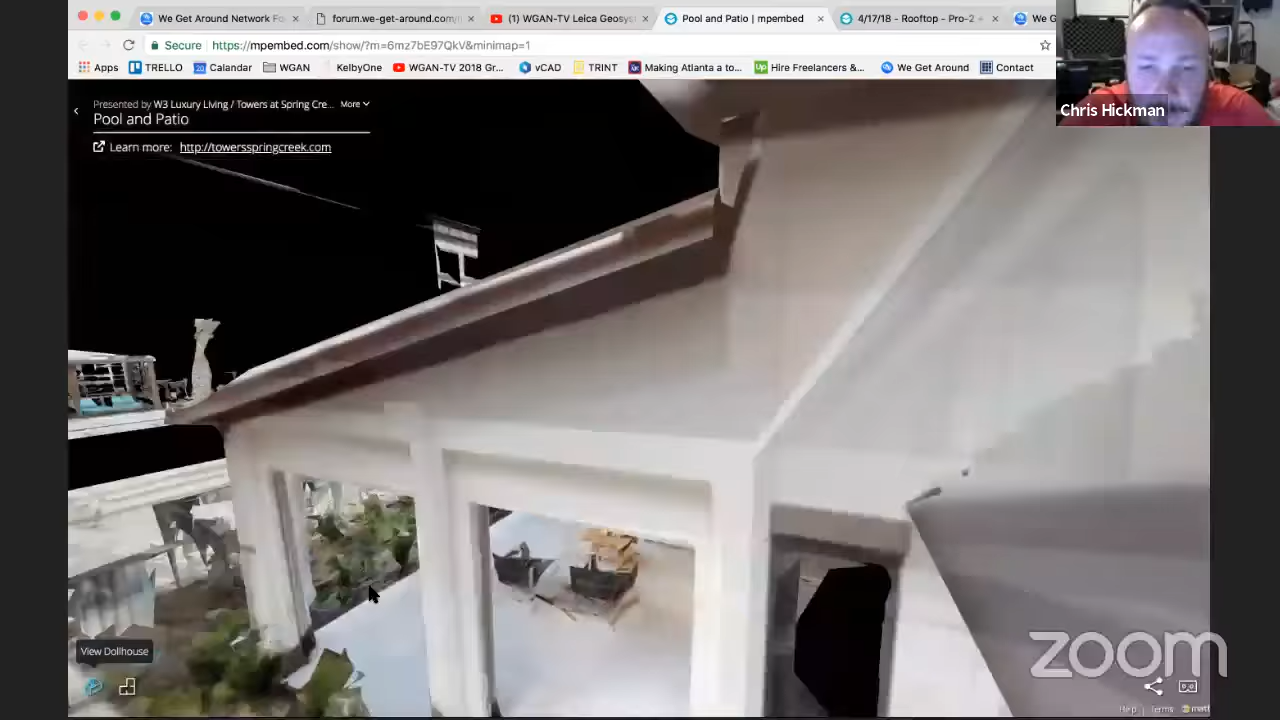 We Get Around Network Fo
forum.we-get-around.com/
(1) WGAN-TV Leica Geosys
Pool and Patio | mpembed
4/17/18 - Rooftop - Pro-2
We G
Secure
https://mpembed.com/show/?m=6mz7bE97QkV&minimap=1
Apps
TRELLO
20 Calandar
WGAN
KelbyOne
WGAN-TV 2018 Gr...
vCAD
TRINT
Making Atlanta a to...
Up Hire Freelancers &...
We Get Around
Contact
Chris Hickman
Presented by W3 Luxury Living / Towers at Spring Cre... More
Pool and Patio
Learn more: http://towersspringcreek.com
View Dollhouse
zoom
Help | Terms